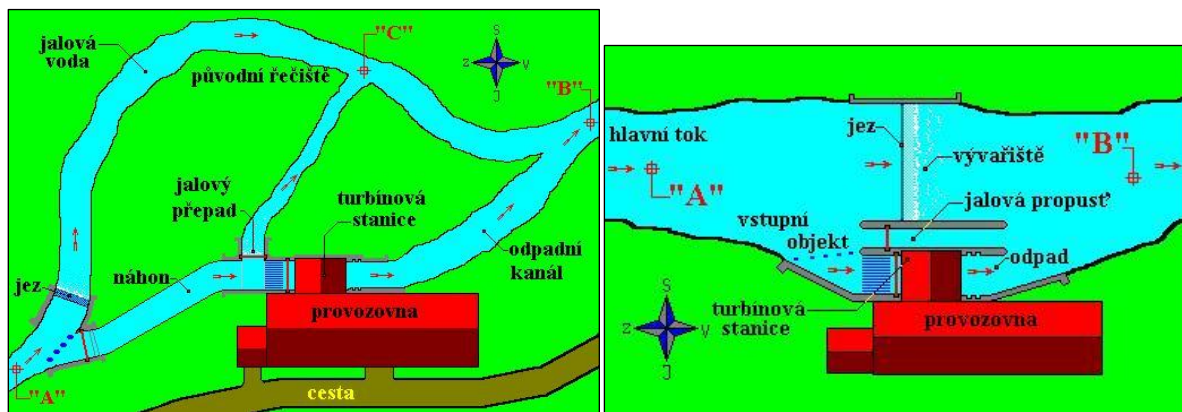 jalová
voda
původní řečiště
"C"
S
Z V
J
"B"
jalový
přepad
turbínová
stanice
odpadní
kanál
náhon
jez
provozovna
"A"
cesta
hlavní tok
jez
vývařiště
"B"
"A"
jalová propusť
vstupní
objekt
odpad
turbínová
stanice
provozovna
S
Z V
J